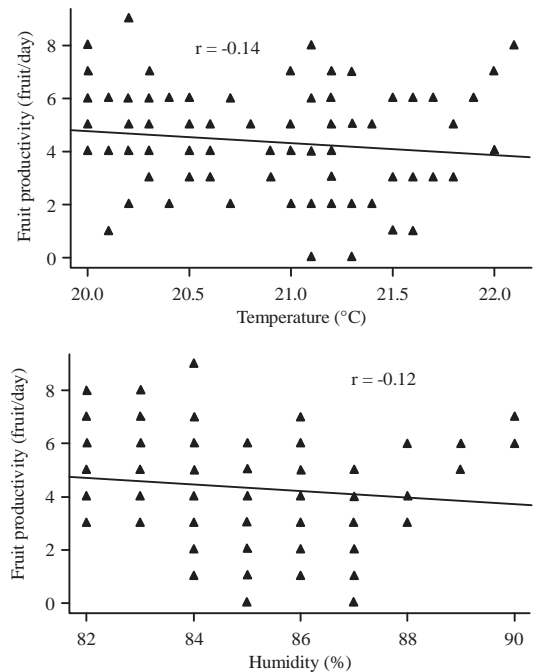 r = -0.14
Fruit productivity (fruit/day)
8
6
4
2
0
20.0 20.5 21.0 21.5 22.0
Temperature (°C)
r = -0.12
Fruit productivity (fruit/day)
8
6
4
2
0
82 84 86 88 90
Humidity (%)